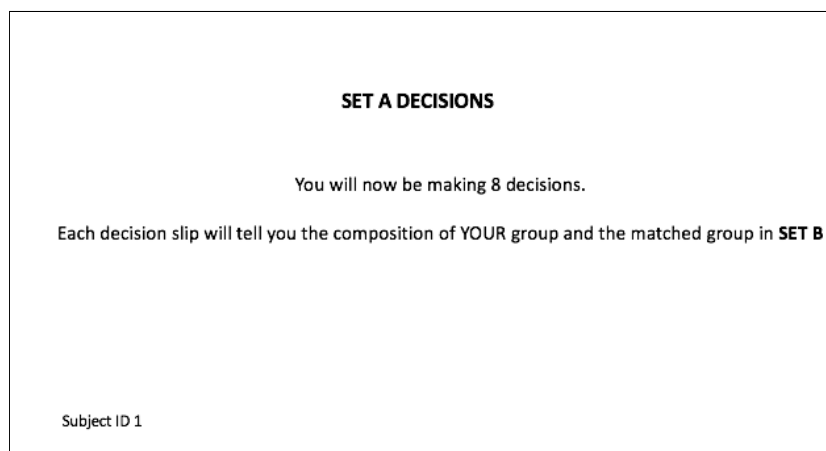 SET A DECISIONS
You will now be making 8 decisions.
Each decision slip will tell you the composition of YOUR group and the matched group in SET B
Subject ID 1